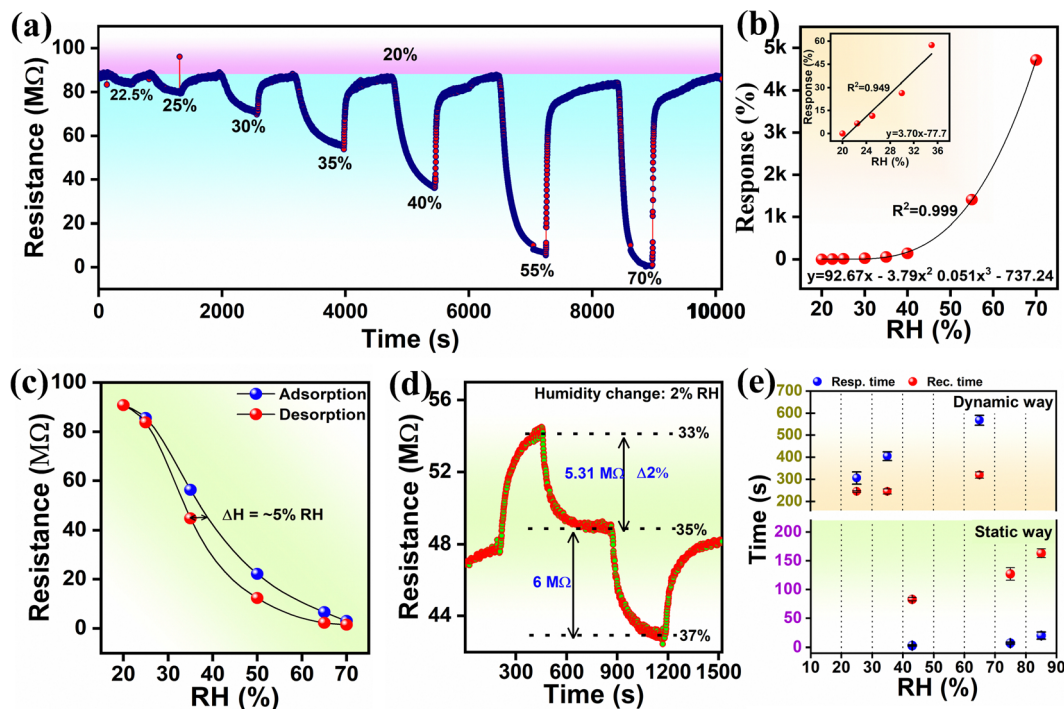 (a)
100
80
60
40
20
0
Resistance (MΩ)
20%
22.5%
25%
30%
35%
40%
55%
70%
0
2000
4000
6000
8000
10000
Time (s)
(b)
5k
4k
3k
2k
1k
0
Response (%)
60
45
30
15
0
Response (%)
R²=0.949
y=3.70x-77.7
20 24 28 32 36
RH (%)
R²=0.999
y=92.67x - 3.79x² 0.051x³ - 737.24
20 30 40 50 60 70
RH (%)
(c)
100
80
60
40
20
0
Resistance (MΩ)
Adsorption
Desorption
ΔH = ~5% RH
20 30 40 50 60 70
RH (%)
(d)
56
52
48
44
Resistance (MΩ)
Humidity change: 2% RH
33%
5.31 MΩ
Δ2%
35%
6 MΩ
37%
300 600 900 1200 1500
Time (s)
(e)
Resp. time
Rec. time
Dynamic way
700
600
500
400
300
200
Static way
200
150
100
50
0
Time (s)
10 20 30 40 50 60 70 80 90
RH (%)